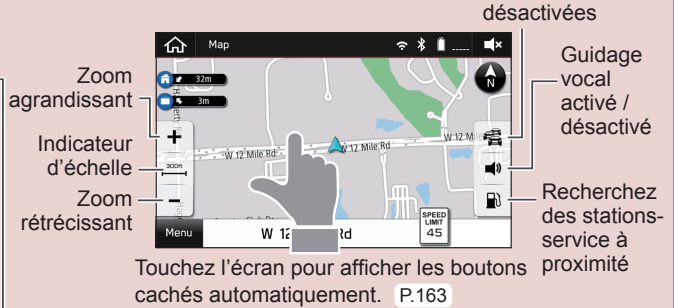 désactivées
Map
32m
3m
N
Zoom
agrandissant
Indicateur
d'échelle
Zoom
rétrécissant
+
300ft
−
W 12 Mile Rd
W 12 Mile Rd
Menu
W 12
Rd
SPEED
LIMIT
45
Guidage
vocal
activé /
désactivé
Recherchez
des stations-
service à
proximité
Touchez l'écran pour afficher les boutons
cachés automatiquement. P.163